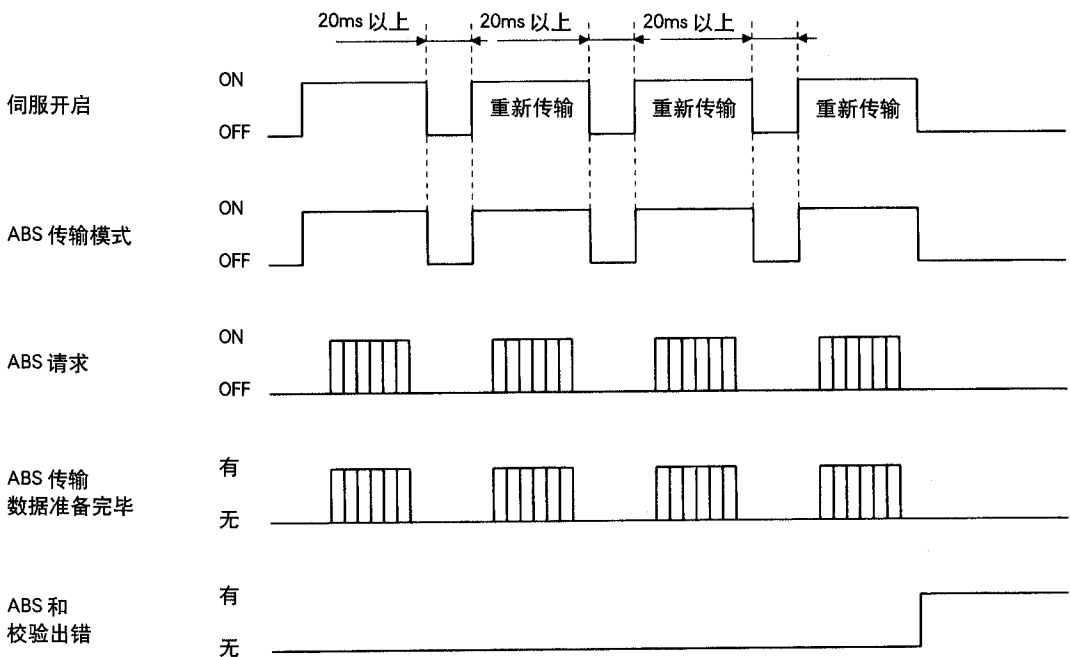 20ms 以上 20ms 以上 20ms 以上
ON
伺服开启
重新传输 重新传输 重新传输
OFF
ON
ABS 传输模式
OFF
ON
ABS 请求
OFF
有
ABS 传输
数据准备完毕
无
有
ABS 和
校验出错
无